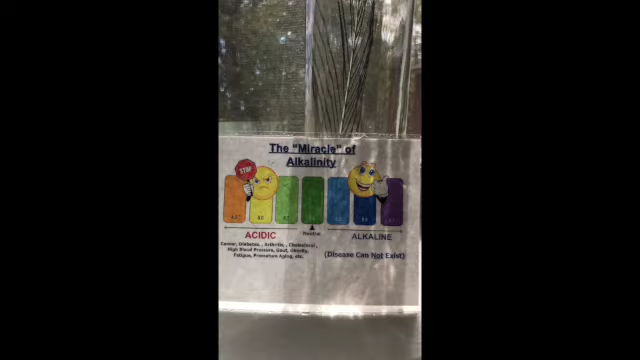 The "Miracle" of
Alkalinity
STOP
Neutral
ACIDIC
ALKALINE
Cancer, Diabetes, Arthritis, Cholesterol,
High Blood Pressure, Gout, Obesity,
Fatigue, Premature Aging, etc.
(Disease Can Not Exist)